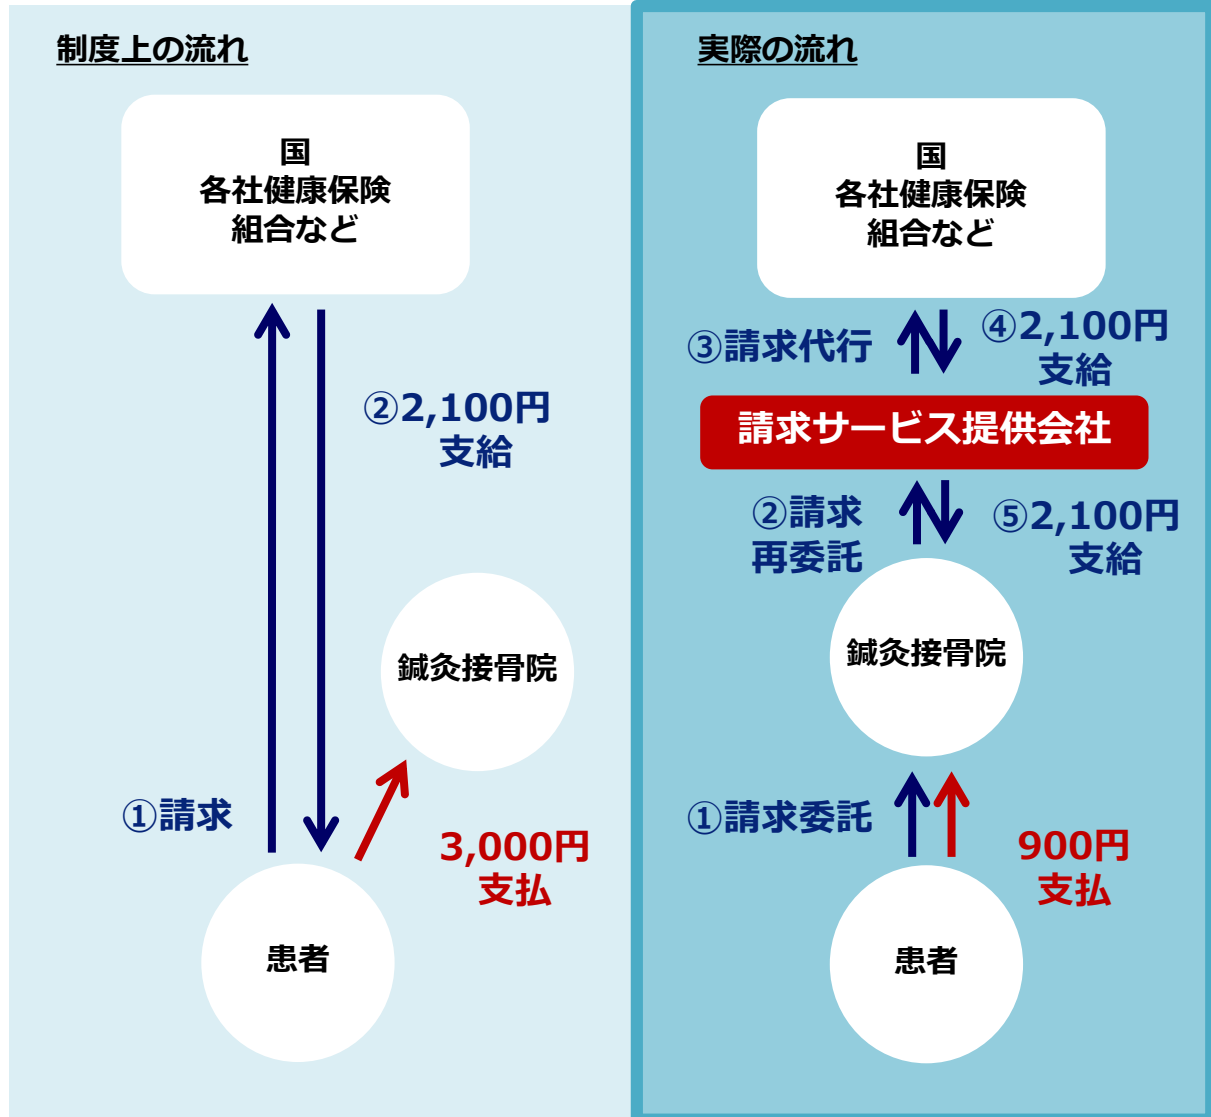 制度上の流れ
国
各社健康保険
組合など
②2,100円
支給
鍼灸接骨院
①請求
3,000円
支払
患者
実際の流れ
国
各社健康保険
組合など
③請求代行
④2,100円
支給
請求サービス提供会社
②請求
再委託
⑤2,100円
支給
鍼灸接骨院
①請求委託
900円
支払
患者